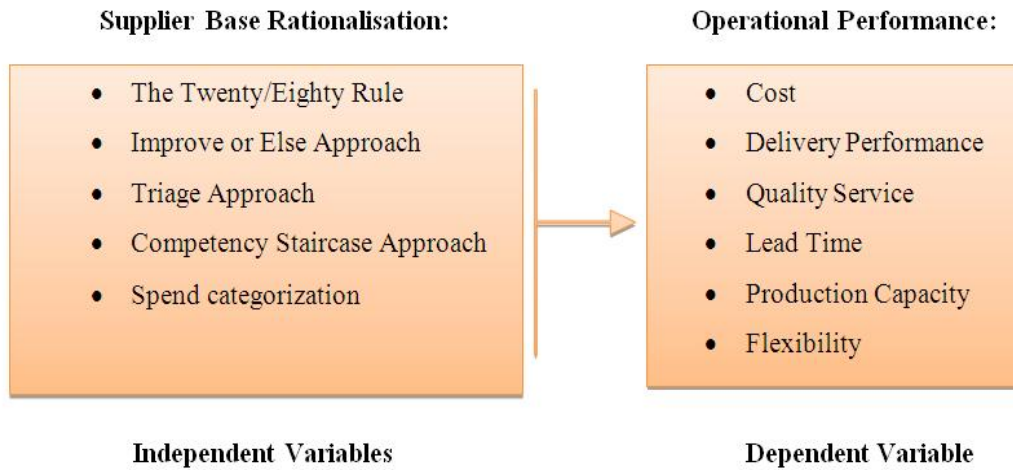 Supplier Base Rationalisation:
• The Twenty/Eighty Rule
• Improve or Else Approach
• Triage Approach
• Competency Staircase Approach
• Spend categorization
Independent Variables
Operational Performance:
• Cost
• Delivery Performance
• Quality Service
• Lead Time
• Production Capacity
• Flexibility
Dependent Variable